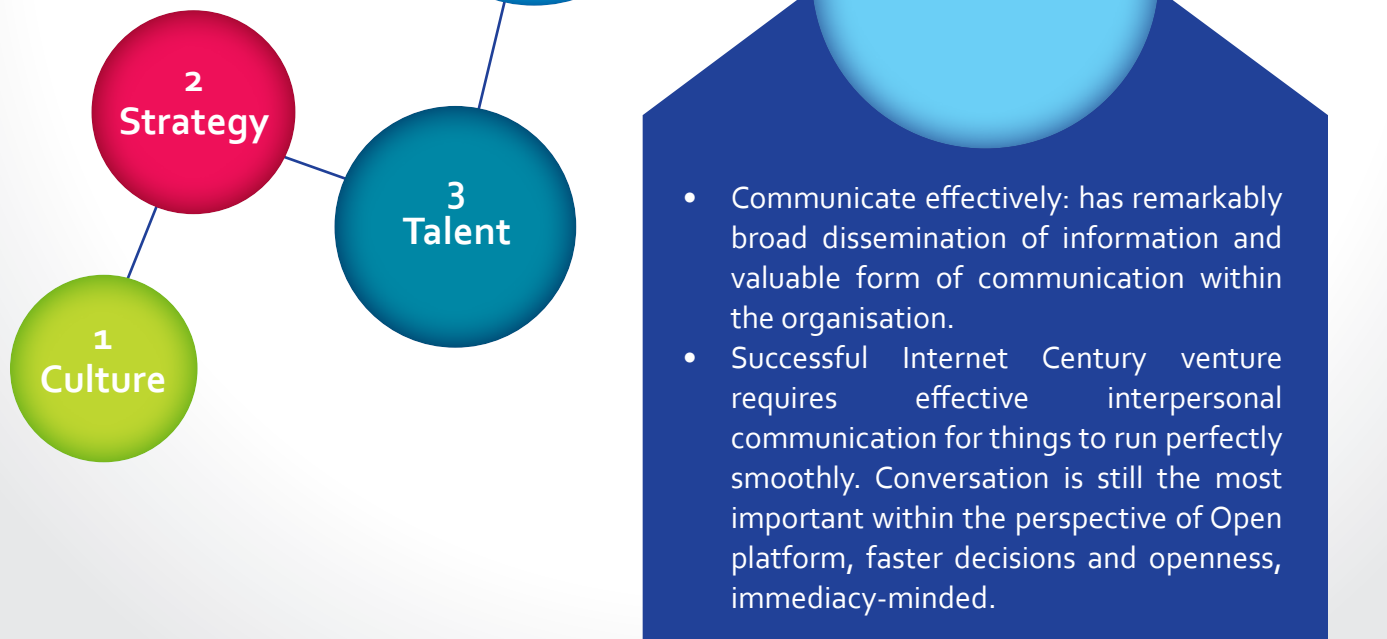 2
Strategy
3
Talent
1
Culture
• Communicate effectively: has remarkably
broad dissemination of information and
valuable form of communication within
the organisation.
• Successful Internet Century venture
requires effective interpersonal
communication for things to run perfectly
smoothly. Conversation is still the most
important within the perspective of Open
platform, faster decisions and openness,
immediacy-minded.